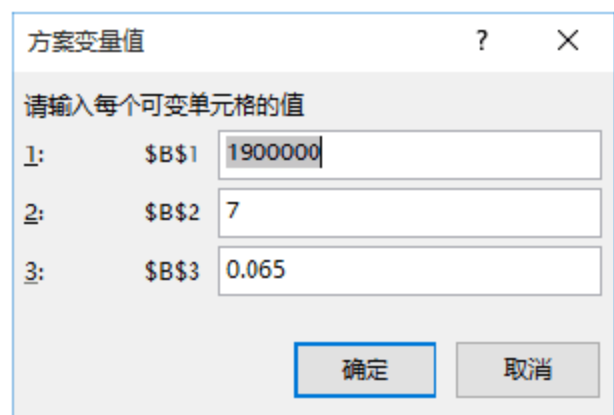 方案变量值 ? ×
请输入每个可变单元格的值
1: $B$1 1900000
2: $B$2 7
3: $B$3 0.065
确定 取消